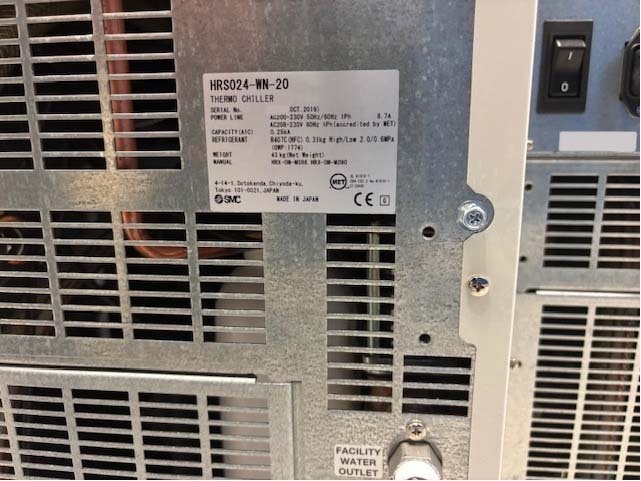 HRS024-WN-20
THERMO CHILLER
SERIAL No. (OCT.2019)
POWER LINE AC200-230V 50Hz/60Hz 1Ph 8.7A
AC208-230V 60Hz 1Ph(accredited by MET)
CAPACITY(AIC) 0.25kA
REFRIGERANT R407C(HFC) 0.31kg High/Low 2.0/0.6MPa
(GWP:1774)
WEIGHT 43kg(Net Weight)
MANUAL
4-14-1, Sotokanda, Chiyoda-ku,
Tokyo 101-0021, JAPAN
SMC MADE IN JAPAN
MET
CE
I
0
FACILITY
WATER
OUTLET